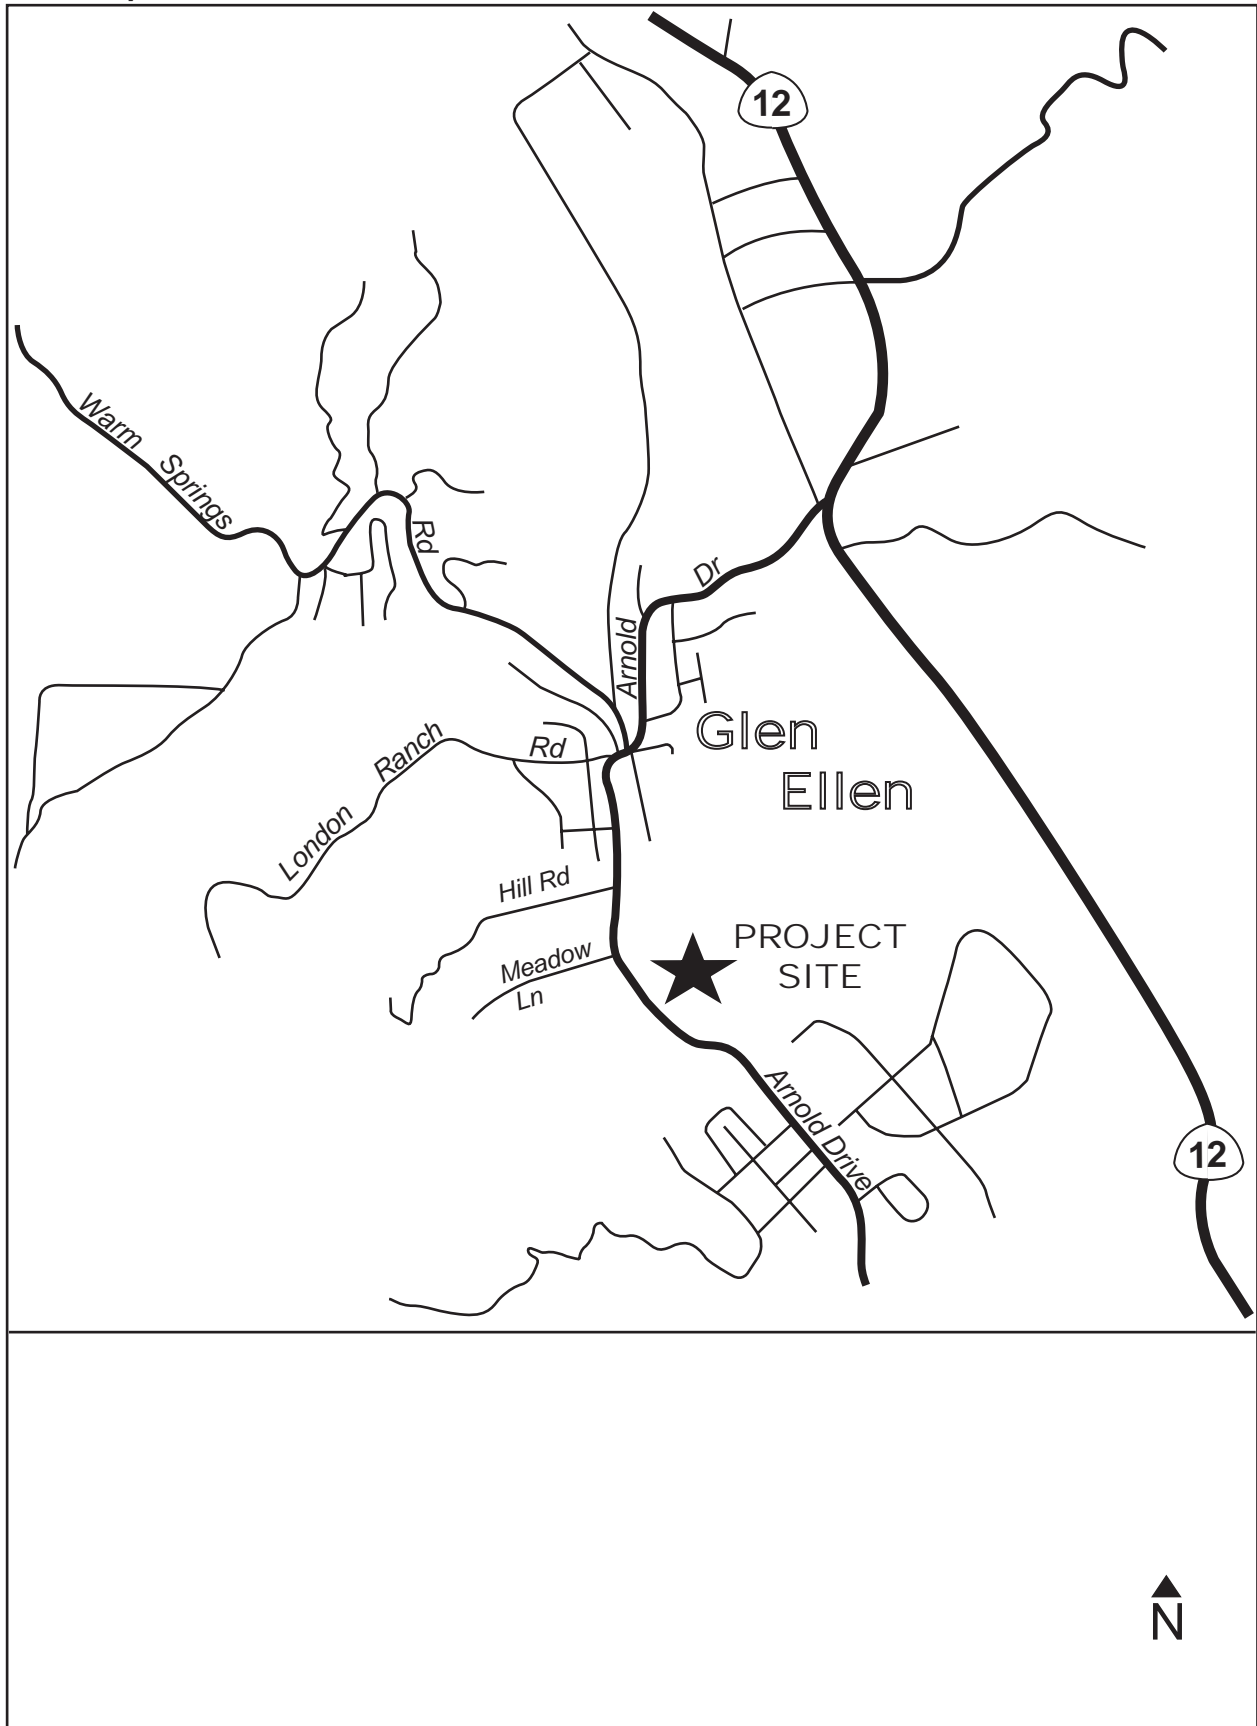 12
Warm Springs Rd
Arnold Dr
Glen
Ellen
London Ranch Rd
Hill Rd
PROJECT
SITE
Meadow
Ln
Arnold Drive
12
N